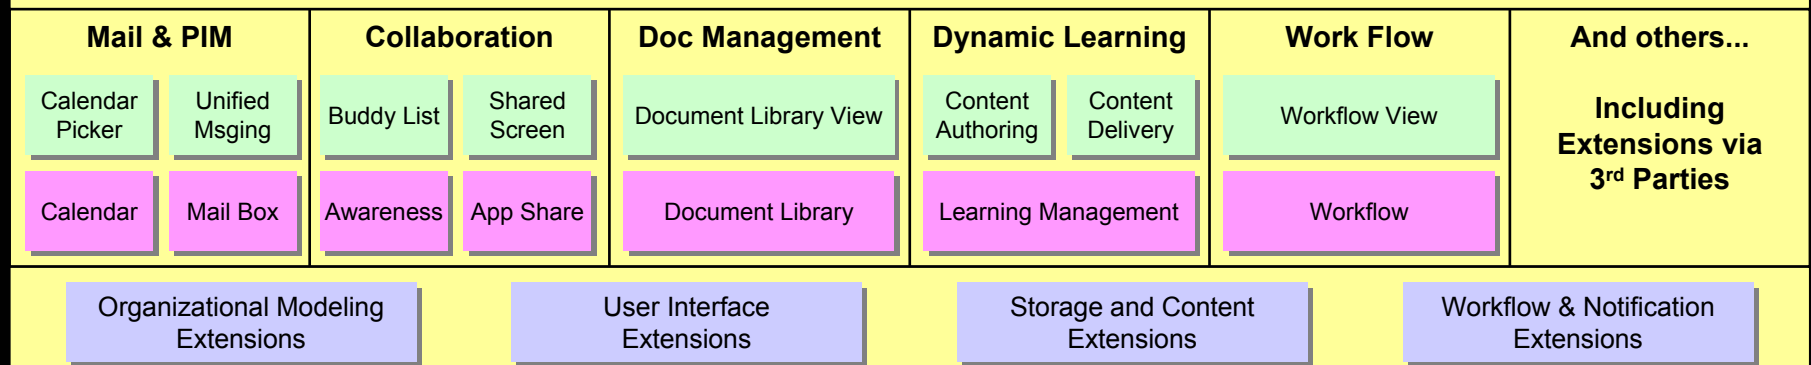 Mail & PIM
Calendar
Picker
Unified
Msging
Calendar
Mail Box
Collaboration
Buddy List
Shared
Screen
Awareness
App Share
Doc Management
Document Library View
Document Library
Dynamic Learning
Content
Authoring
Content
Delivery
Learning Management
Work Flow
Workflow View
Workflow
And others...
Including
Extensions via
3rd Parties
Organizational Modeling
Extensions
User Interface
Extensions
Storage and Content
Extensions
Workflow & Notification
Extensions